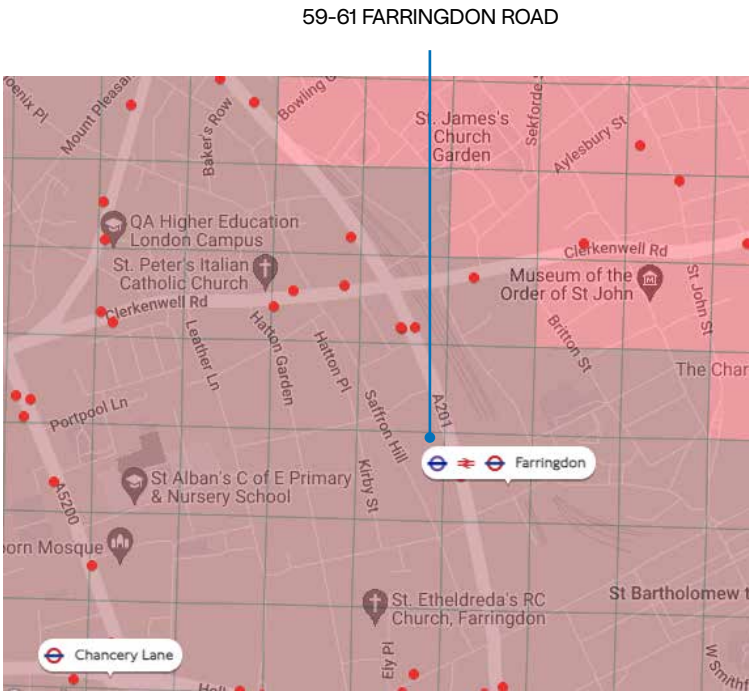 59-61 FARRINGDON ROAD
oenix Pl
Mount Pleasan
Baker's Row
Bowling G
St. James's
Church
Garden
Sekforde S
Aylesbury St
QA Higher Education
London Campus
Clerkenwell Rd
St. Peter's Italian
Catholic Church
Museum of the
Order of St John
St John St
Clerkenwell Rd
Leather Ln
Hatton Garden
Hatton Pl
Britton St
The Char
Portpool Ln
Saffron Hill
A201
Kirby St
Farringdon
A5200
St Alban's C of E Primary
& Nursery School
born Mosque
St. Etheldreda's RC
Church, Farringdon
St Bartholomew t
Chancery Lane
Ely Pl
W Smithf